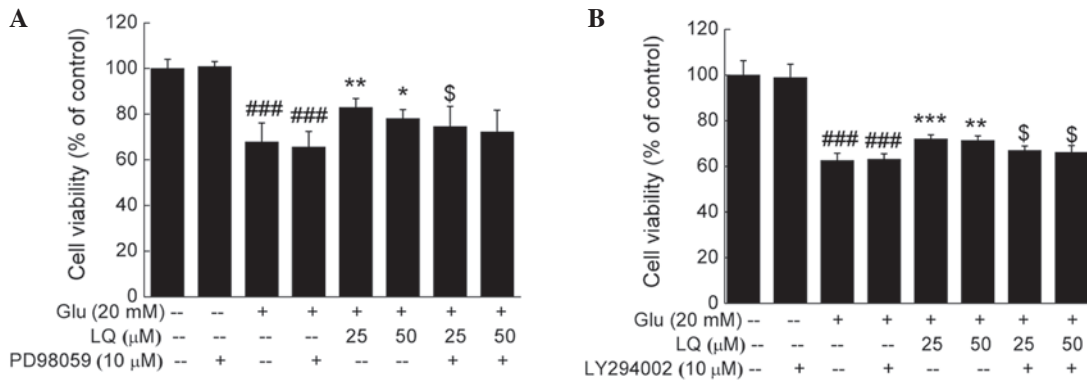 A
120
100
80
60
40
20
0
Cell viability (% of control)
### ### ** * $
Glu (20 mM) -- -- + + + + + +
LQ (μM) -- -- -- -- 25 50 25 50
PD98059 (10 μM) -- + -- + -- -- + +
B
120
100
80
60
40
20
0
Cell viability (% of control)
### ### *** ** $ $
Glu (20 mM) -- -- + + + + + +
LQ (μM) -- -- -- -- 25 50 25 50
LY294002 (10 μM) -- + -- + -- -- + +